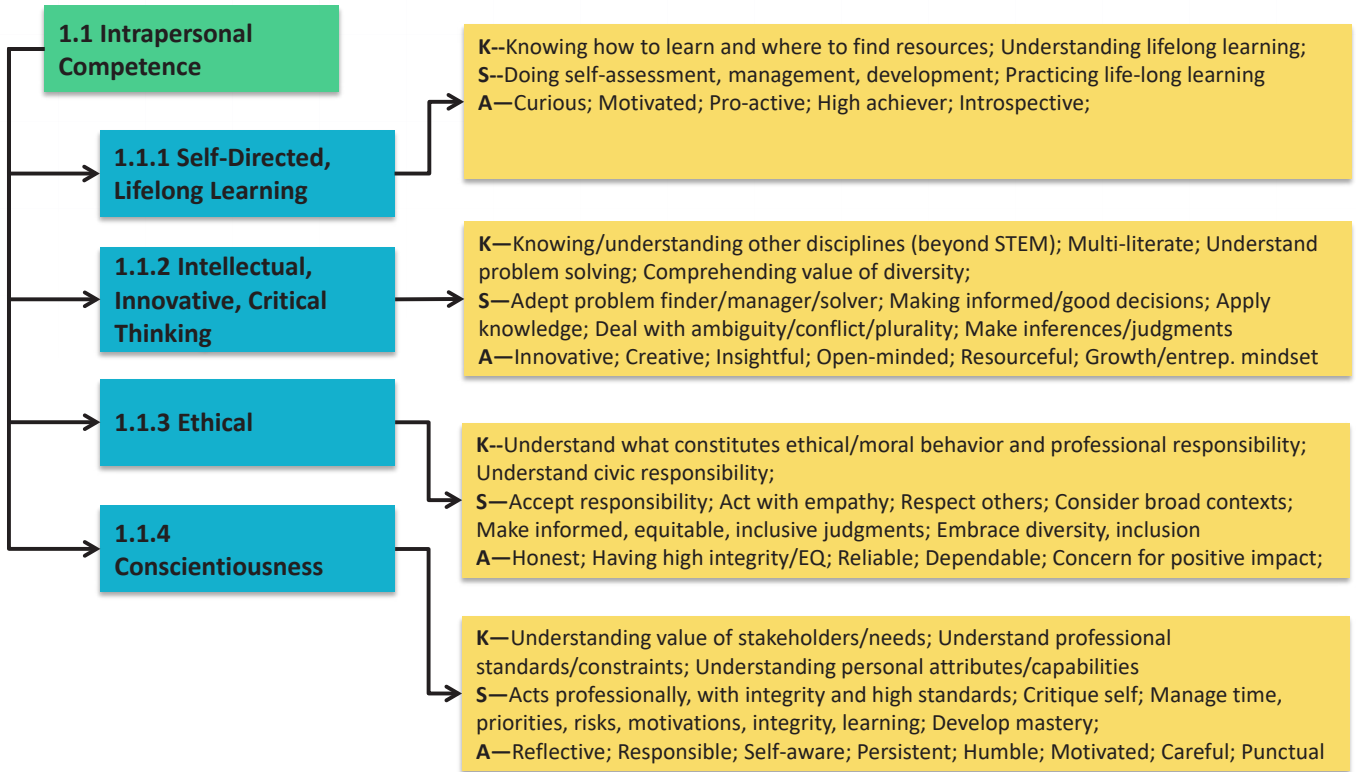 1.1 Intrapersonal
Competence
K--Knowing how to learn and where to find resources; Understanding lifelong learning;
S--Doing self-assessment, management, development; Practicing life-long learning
A—Curious; Motivated; Pro-active; High achiever; Introspective;
1.1.1 Self-Directed,
Lifelong Learning
1.1.2 Intellectual,
Innovative, Critical
Thinking
K—Knowing/understanding other disciplines (beyond STEM); Multi-literate; Understand
problem solving; Comprehending value of diversity;
S—Adept problem finder/manager/solver; Making informed/good decisions; Apply
knowledge; Deal with ambiguity/conflict/plurality; Make inferences/judgments
A—Innovative; Creative; Insightful; Open-minded; Resourceful; Growth/entrep. mindset
1.1.3 Ethical
K--Understand what constitutes ethical/moral behavior and professional responsibility;
Understand civic responsibility;
S—Accept responsibility; Act with empathy; Respect others; Consider broad contexts;
Make informed, equitable, inclusive judgments; Embrace diversity, inclusion
A—Honest; Having high integrity/EQ; Reliable; Dependable; Concern for positive impact;
1.1.4
Conscientiousness
K—Understanding value of stakeholders/needs; Understand professional
standards/constraints; Understanding personal attributes/capabilities
S—Acts professionally, with integrity and high standards; Critique self; Manage time,
priorities, risks, motivations, integrity, learning; Develop mastery;
A—Reflective; Responsible; Self-aware; Persistent; Humble; Motivated; Careful; Punctual